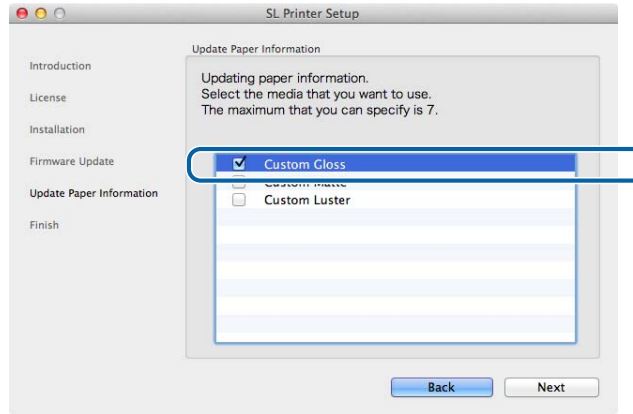 SL Printer Setup
Introduction
License
Installation
Firmware Update
Update Paper Information
Finish
Update Paper Information
Updating paper information.
Select the media that you want to use.
The maximum that you can specify is 7.
Custom Gloss
Custom Matte
Custom Luster
Back
Next